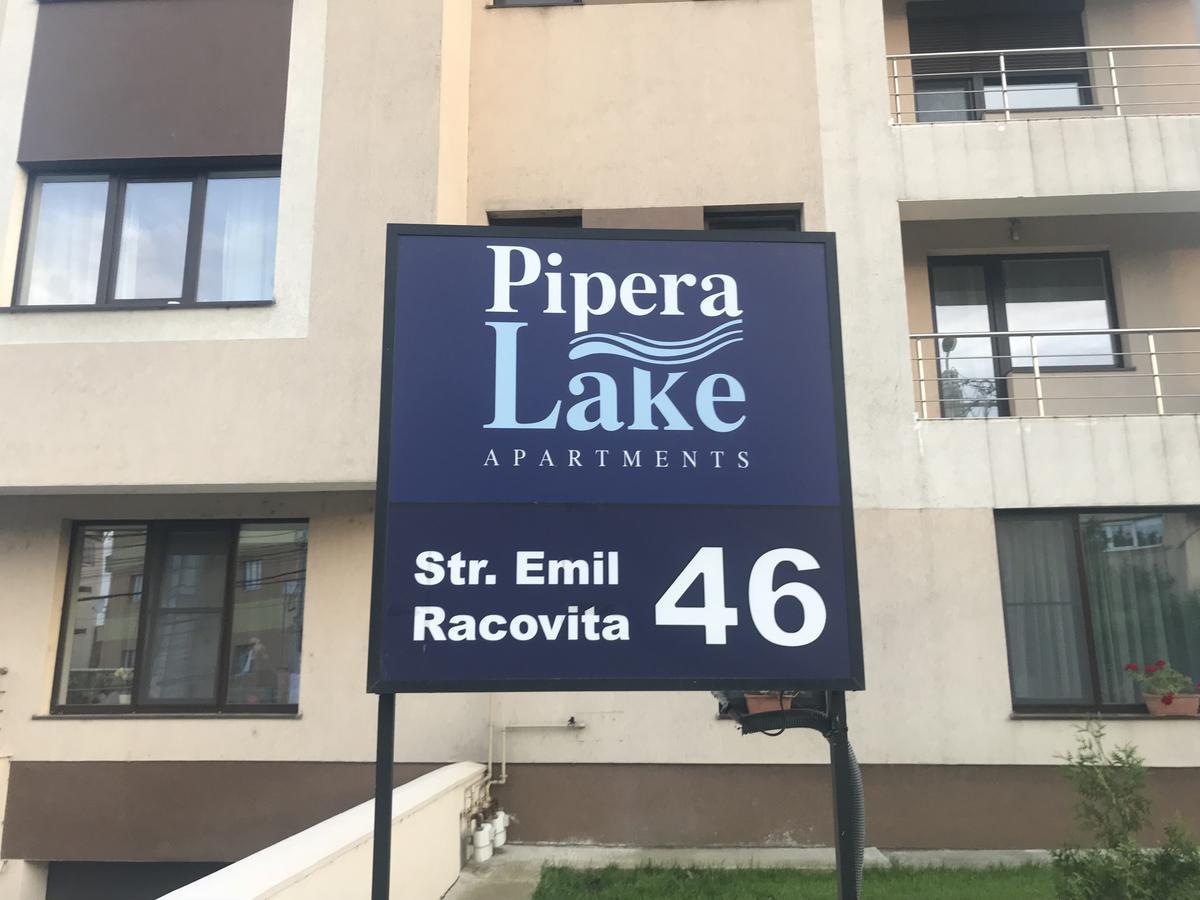 Pipera
Lake
APARTMENTS
Str. Emil
Racovita
46